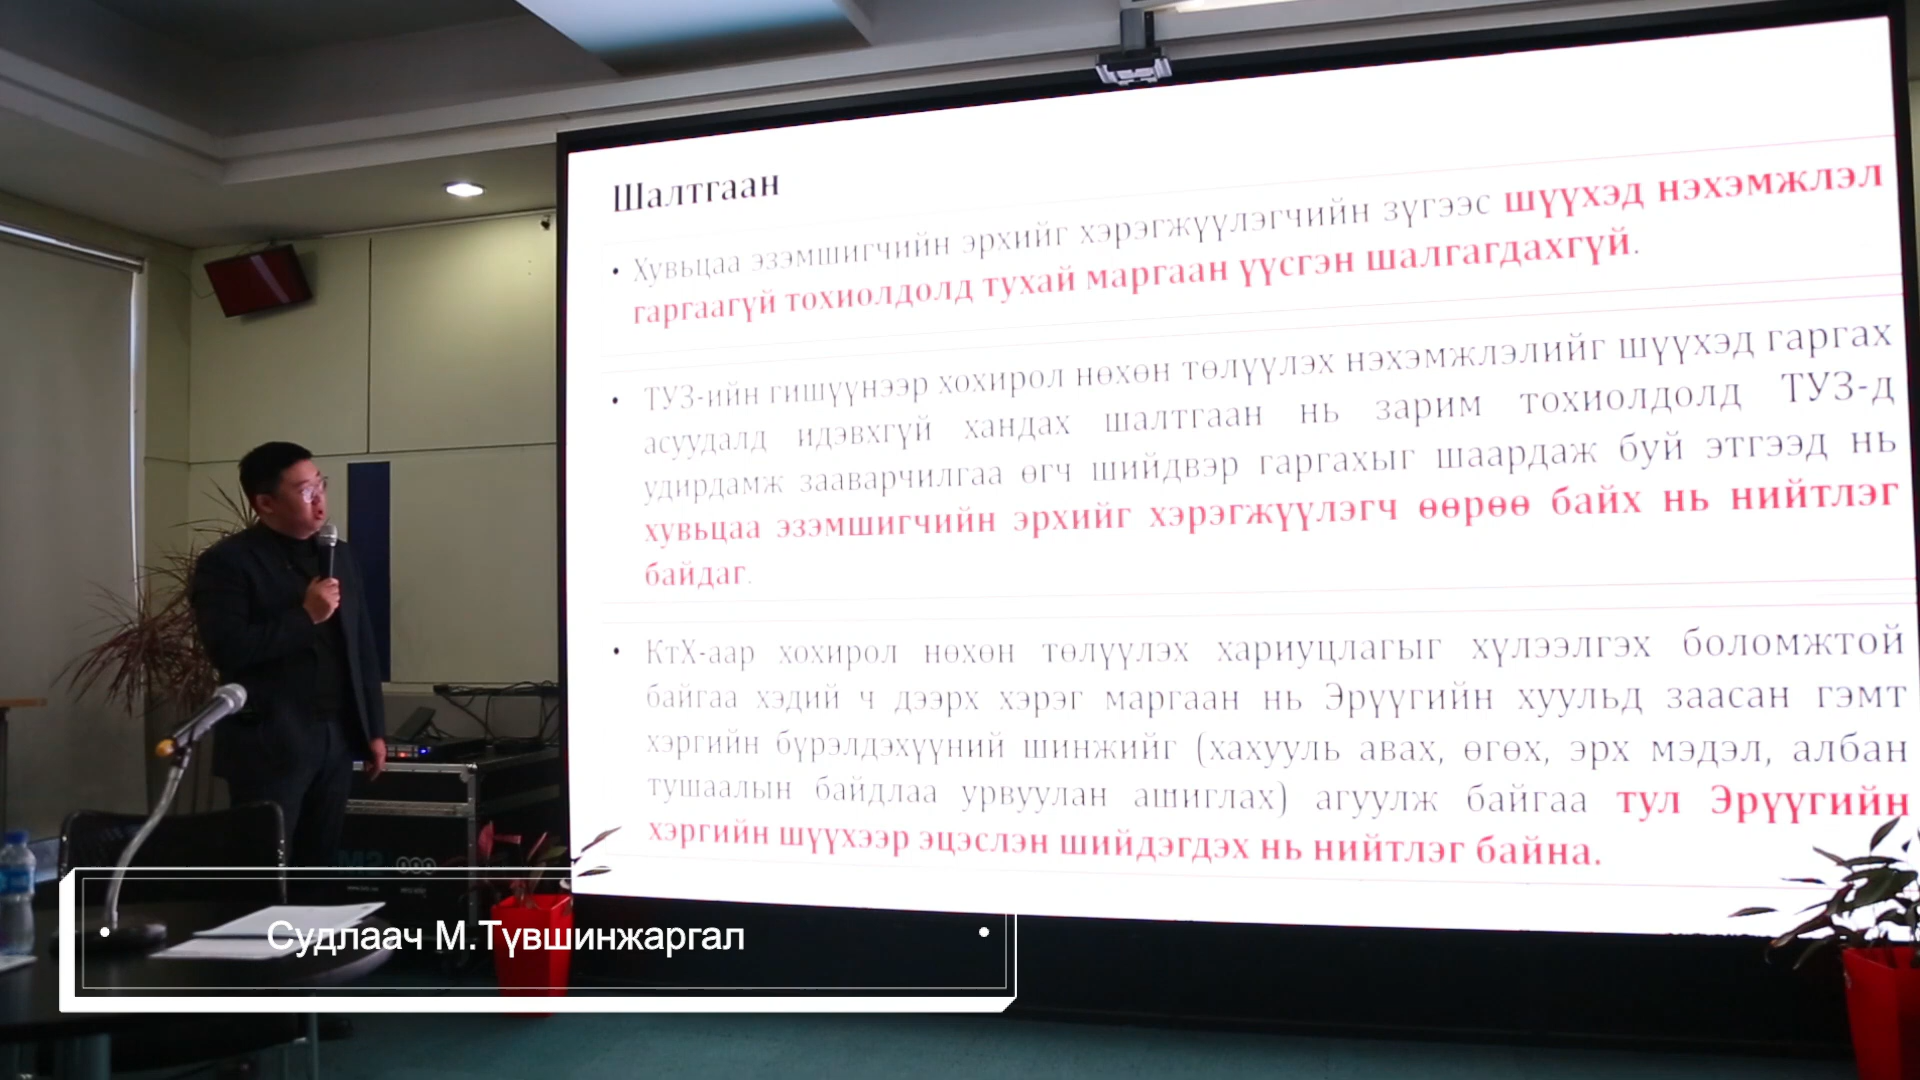 Шалтгаан
• Хувьцаа эзэмшигчийн эрхийг хэрэгжүүлэгчийн зүгээс шүүхэд нэхэмжлэл
гаргаагүй тохиолдолд тухай маргаан үүсгэн шалгагдахгүй.
• ТУЗ-ийн гишүүнээр хохирол нөхөн төлүүлэх нэхэмжлэлийг шүүхэд гаргах
асуудалд идэвхгүй хандах шалтгаан нь зарим тохиолдолд ТУЗ-д
удирдамж зааварчилгаа өгч шийдвэр гаргахыг шаардаж буй этгээд нь
хувьцаа эзэмшигчийн эрхийг хэрэгжүүлэгч өөрөө байх нь нийтлэг
байдаг.
• КтХ-аар хохирол нөхөн төлүүлэх хариуцлагыг хүлээлгэх боломжтой
байгаа хэдий ч дээрх хэрэг маргаан нь Эрүүгийн хуульд заасан гэмт
хэргийн бүрэлдэхүүний шинжийг (хахууль авах, өгөх, эрх мэдэл, албан
тушаалын байдлаа урвуулан ашиглах) агуулж байгаа тул Эрүүгийн
хэргийн шүүхээр эцэслэн шийдэгдэх нь нийтлэг байна.
• Судлаач М.Түвшинжаргал •